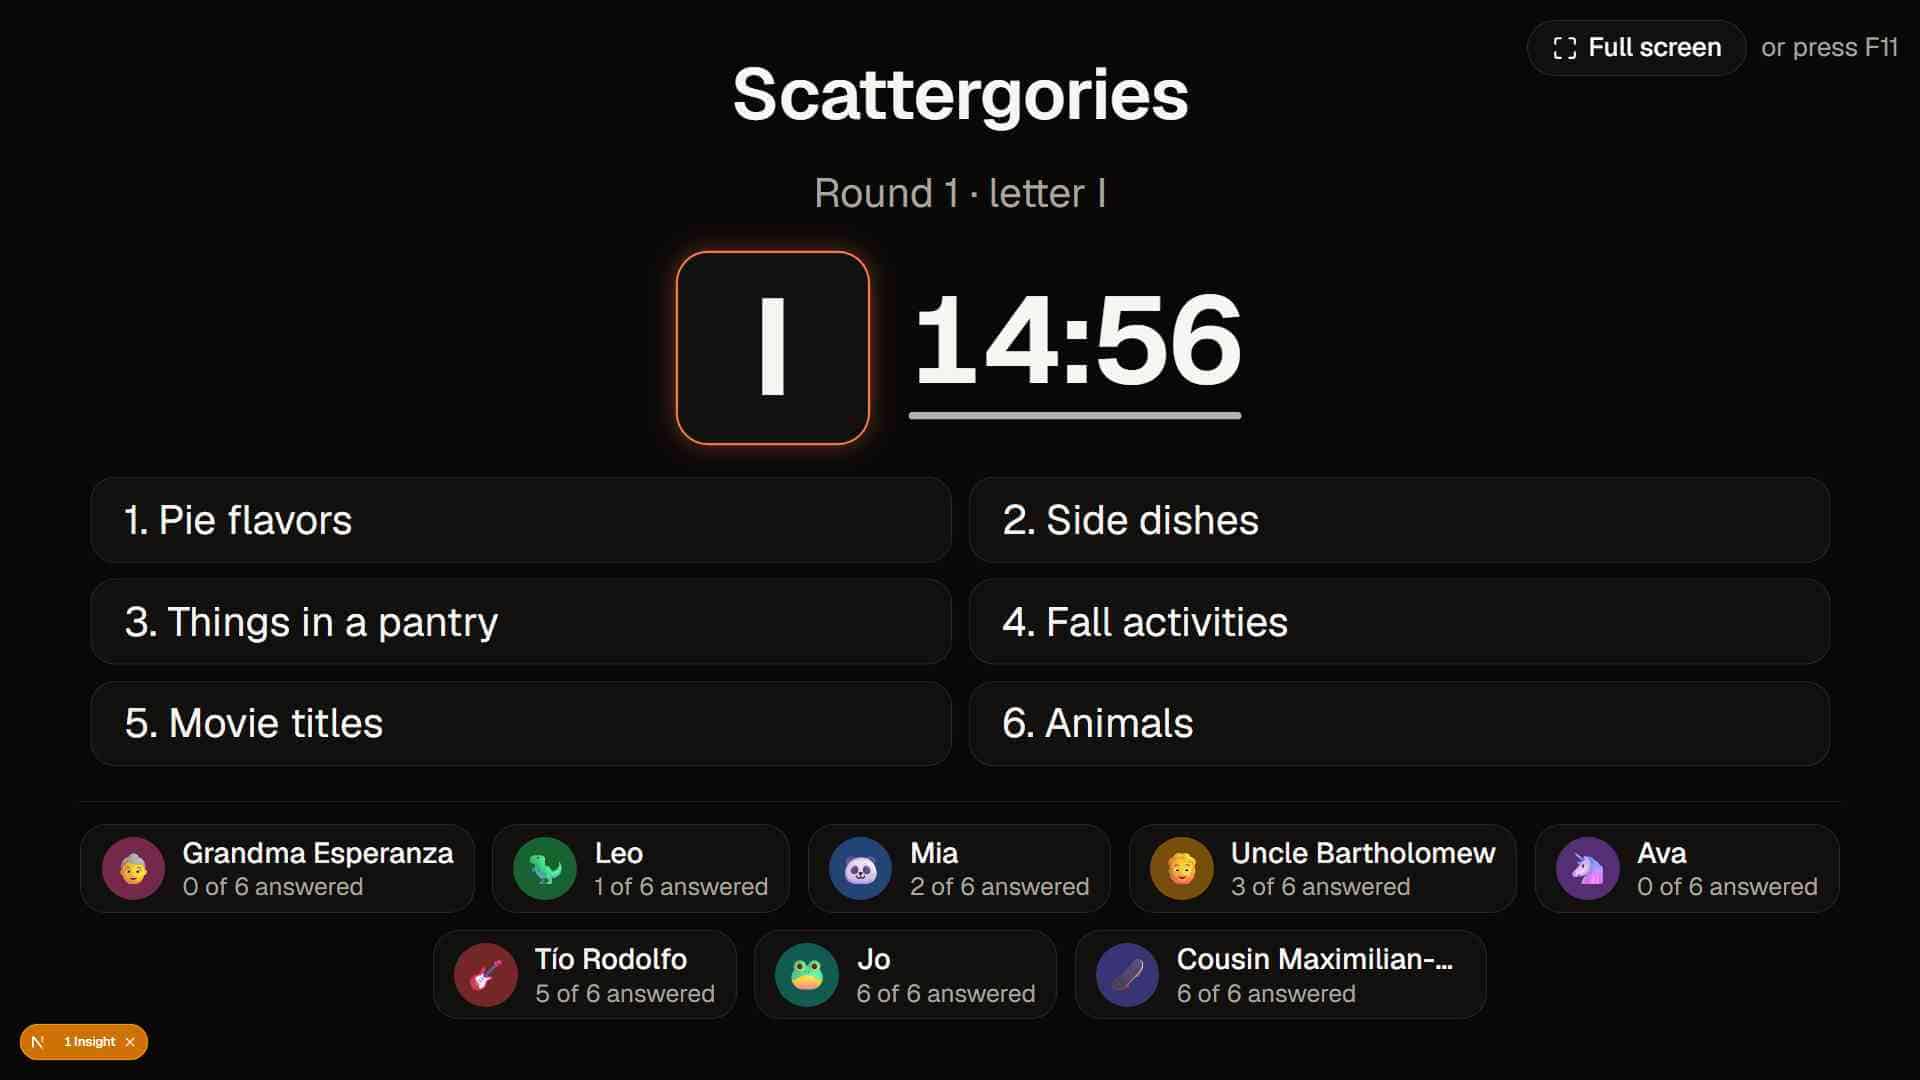 Full screen or press F11
Scattergories
Round 1 · letter I
I 14:56
1. Pie flavors
2. Side dishes
3. Things in a pantry
4. Fall activities
5. Movie titles
6. Animals
Grandma Esperanza
0 of 6 answered
Leo
1 of 6 answered
Mia
2 of 6 answered
Uncle Bartholomew
3 of 6 answered
Ava
0 of 6 answered
Tío Rodolfo
5 of 6 answered
Jo
6 of 6 answered
Cousin Maximilian-...
6 of 6 answered
N 1 Insight ×